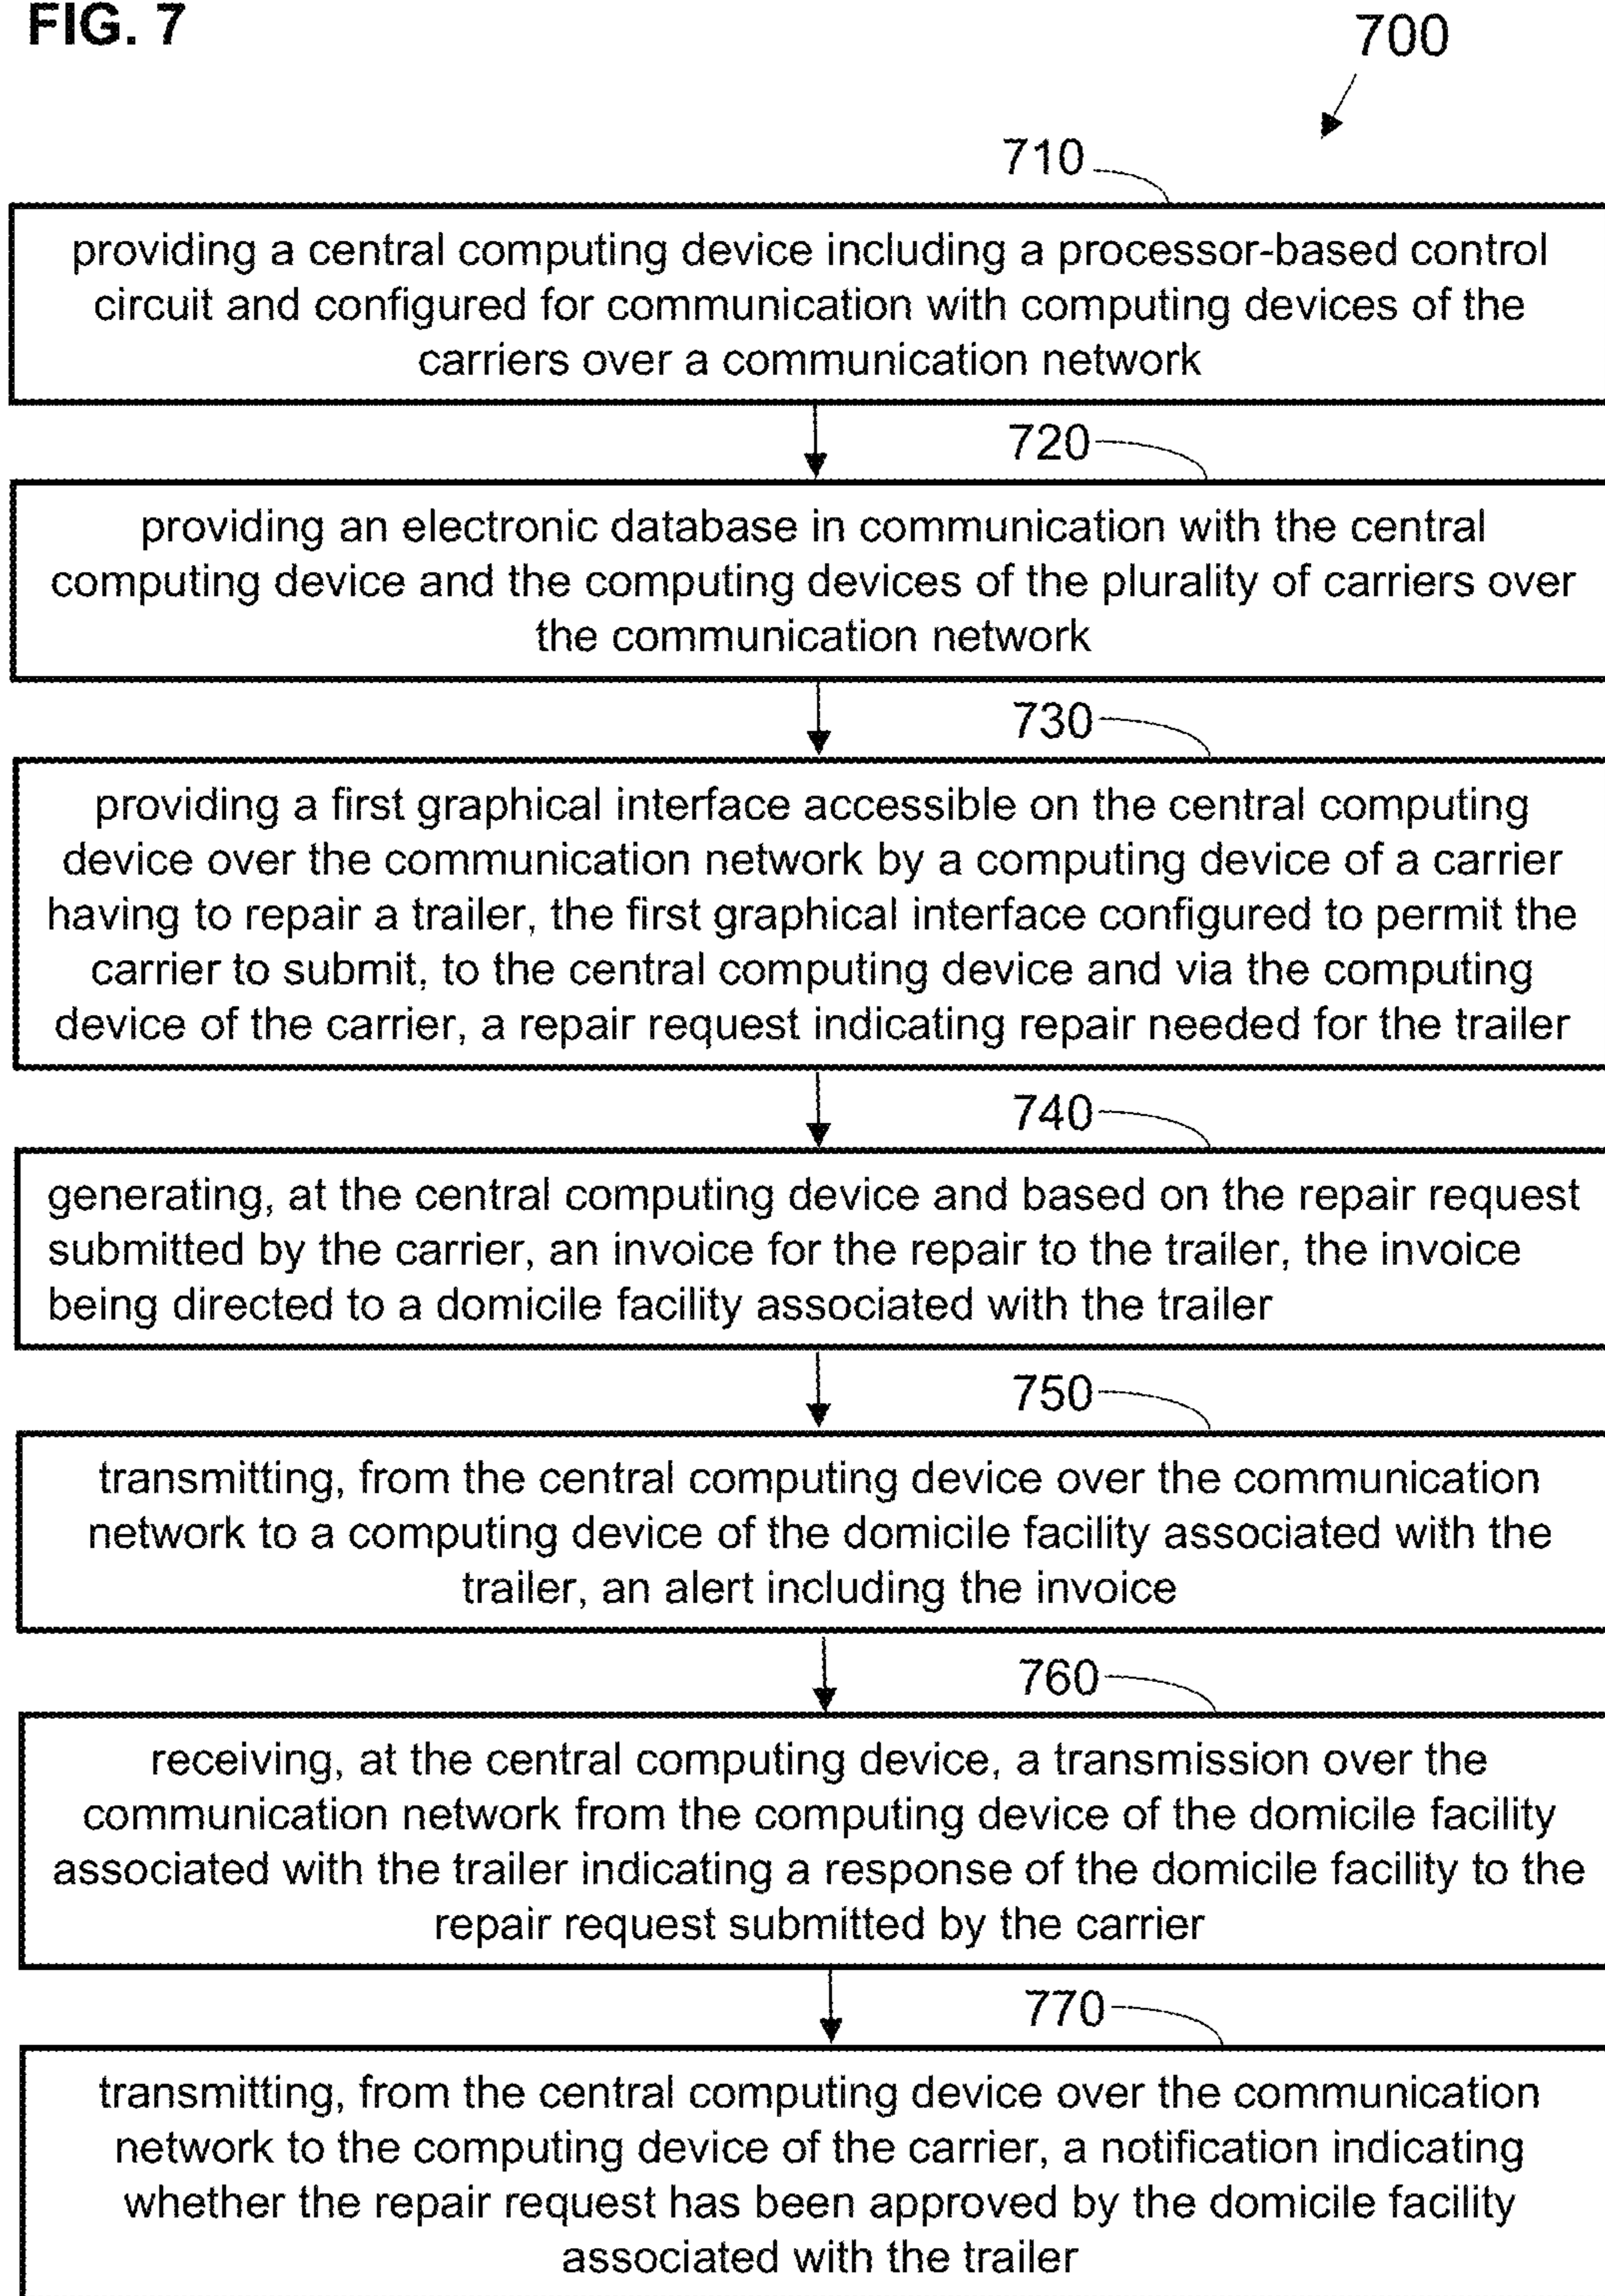 FIG. 7
700
710
providing a central computing device including a processor-based control
circuit and configured for communication with computing devices of the
carriers over a communication network
720
providing an electronic database in communication with the central
computing device and the computing devices of the plurality of carriers over
the communication network
730
providing a first graphical interface accessible on the central computing
device over the communication network by a computing device of a carrier
having to repair a trailer, the first graphical interface configured to permit the
carrier to submit, to the central computing device and via the computing
device of the carrier, a repair request indicating repair needed for the trailer
740
generating, at the central computing device and based on the repair request
submitted by the carrier, an invoice for the repair to the trailer, the invoice
being directed to a domicile facility associated with the trailer
750
transmitting, from the central computing device over the communication
network to a computing device of the domicile facility associated with the
trailer, an alert including the invoice
760
receiving, at the central computing device, a transmission over the
communication network from the computing device of the domicile facility
associated with the trailer indicating a response of the domicile facility to the
repair request submitted by the carrier
770
transmitting, from the central computing device over the communication
network to the computing device of the carrier, a notification indicating
whether the repair request has been approved by the domicile facility
associated with the trailer